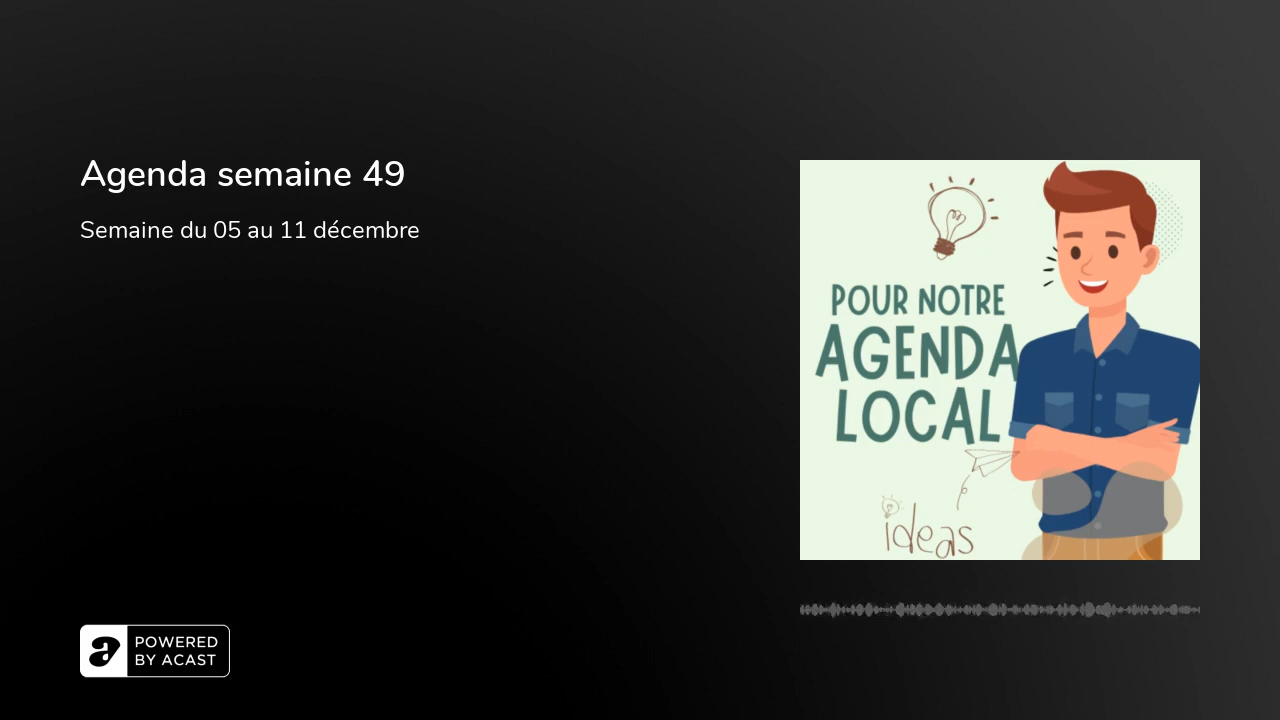 Agenda semaine 49
Semaine du 05 au 11 décembre
POUR NOTRE
AGENDA
LOCAL
ideas
a POWERED
BY ACAST